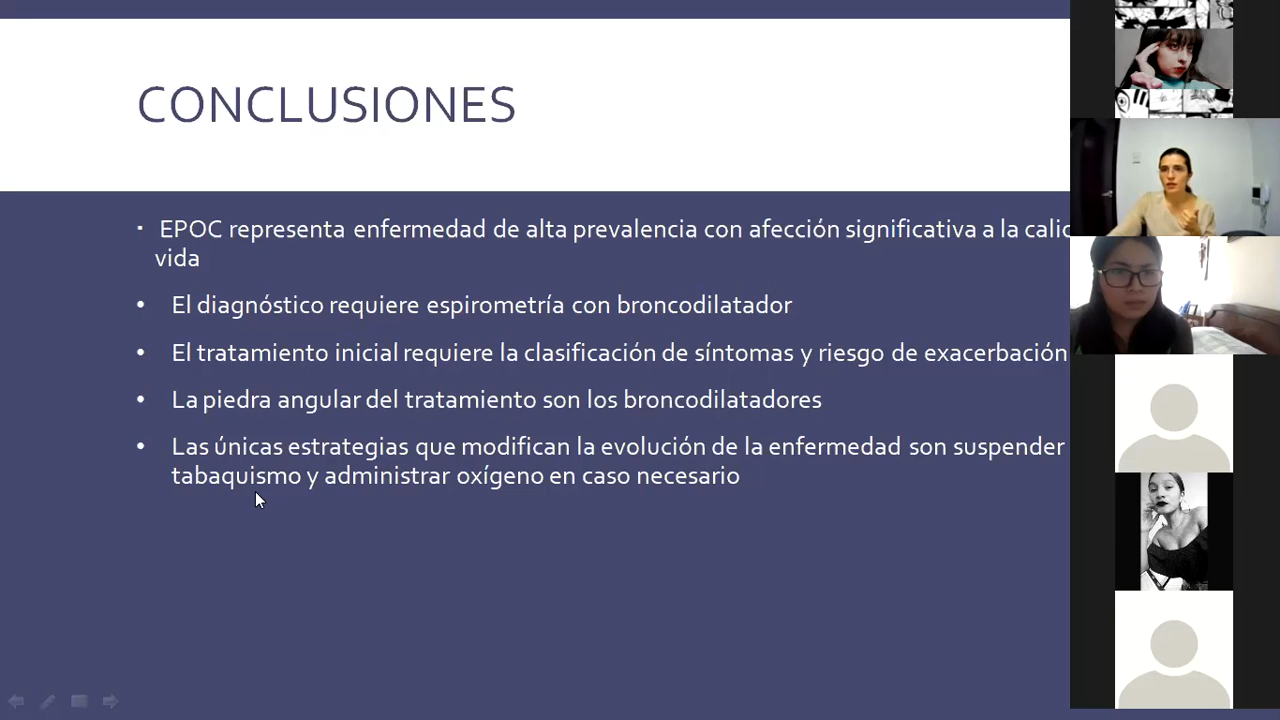 CONCLUSIONES
▪ EPOC representa enfermedad de alta prevalencia con afección significativa a la
vida
• El diagnóstico requiere espirometría con broncodilatador
• El tratamiento inicial requiere la clasificación de síntomas y riesgo de exacerbación
• La piedra angular del tratamiento son los broncodilatadores
• Las únicas estrategias que modifican la evolución de la enfermedad son suspender
tabaquismo y administrar oxígeno en caso necesario